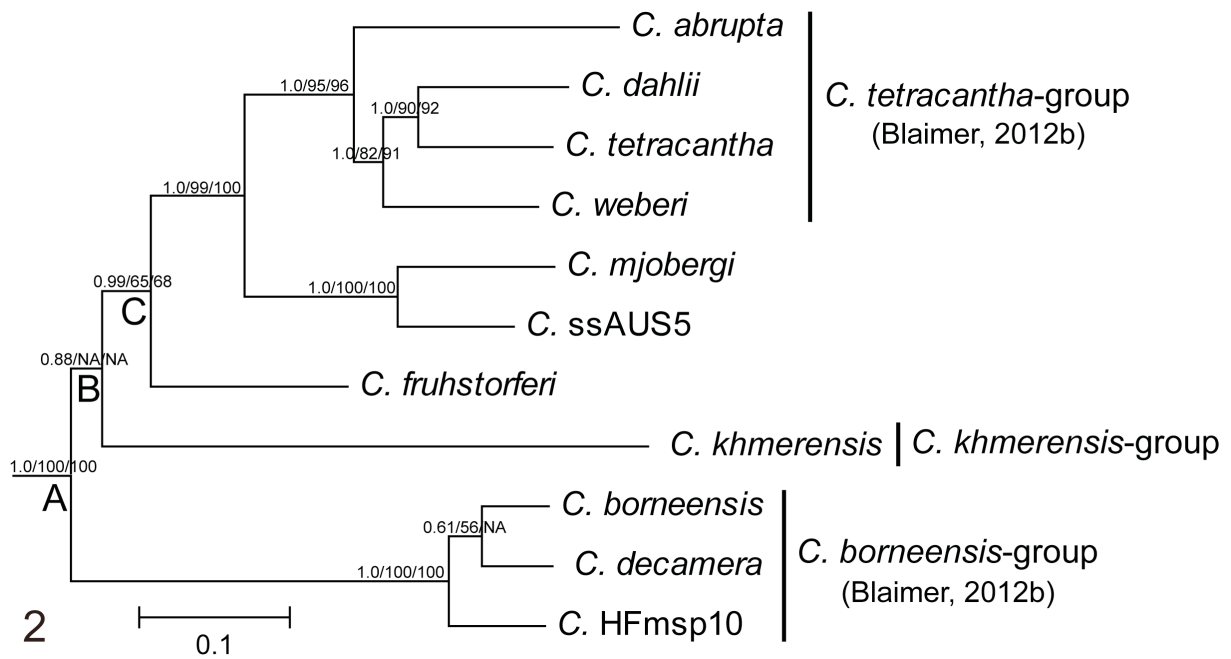 C. abrupta
1.0/95/96
C. dahlii
C. tetracantha-group
1.0/90/92
(Blaimer, 2012b)
C. tetracantha
1.0/82/91
1.0/99/100
C. weberi
C. mjobergi
0.99/65/68
1.0/100/100
C
C. ssAUS5
0.88/NA/NA
B
C. fruhstorferi
C. khmerensis
C. khmerensis-group
1.0/100/100
A
C. borneensis
0.61/56/NA
C. borneensis-group
C. decamera
1.0/100/100
(Blaimer, 2012b)
2
C. HFmsp10
0.1